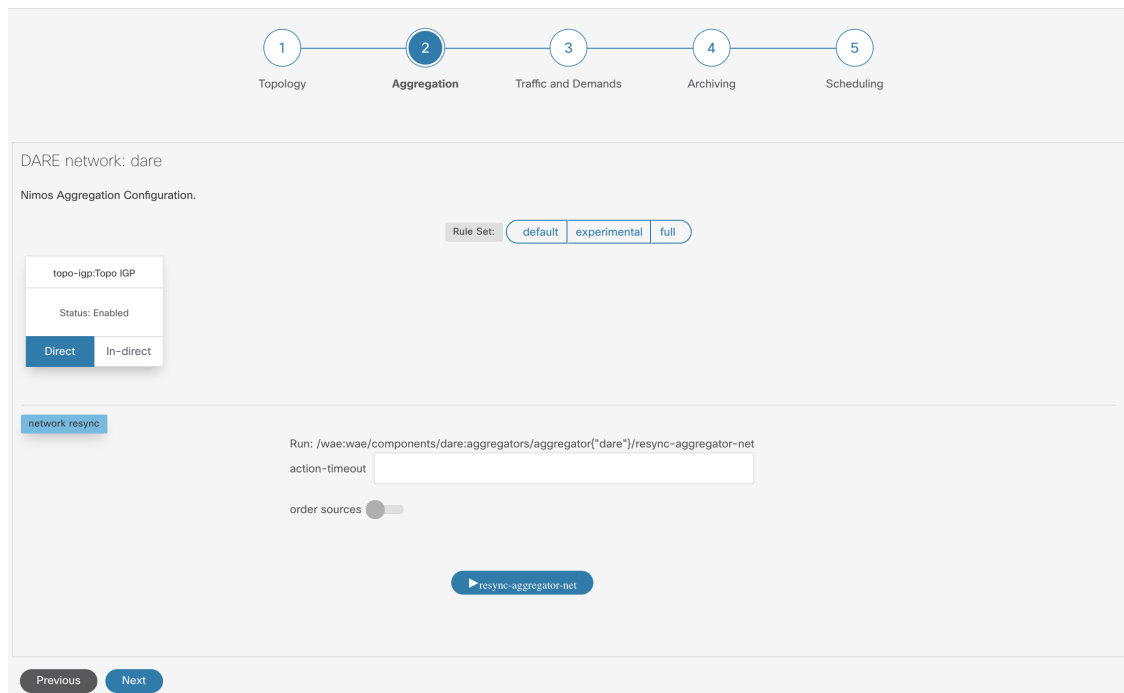 1 2 3 4 5
Topology Aggregation Traffic and Demands Archiving Scheduling
DARE network: dare
Nimos Aggregation Configuration.
Rule Set: default experimental full
topo-igp:Topo IGP
Status: Enabled
Direct In-direct
network resync
Run: /wae:wae/components/dare:aggregators/aggregator{"dare"}/resync-aggregator-net
action-timeout
order sources
resync-aggregator-net
Previous Next